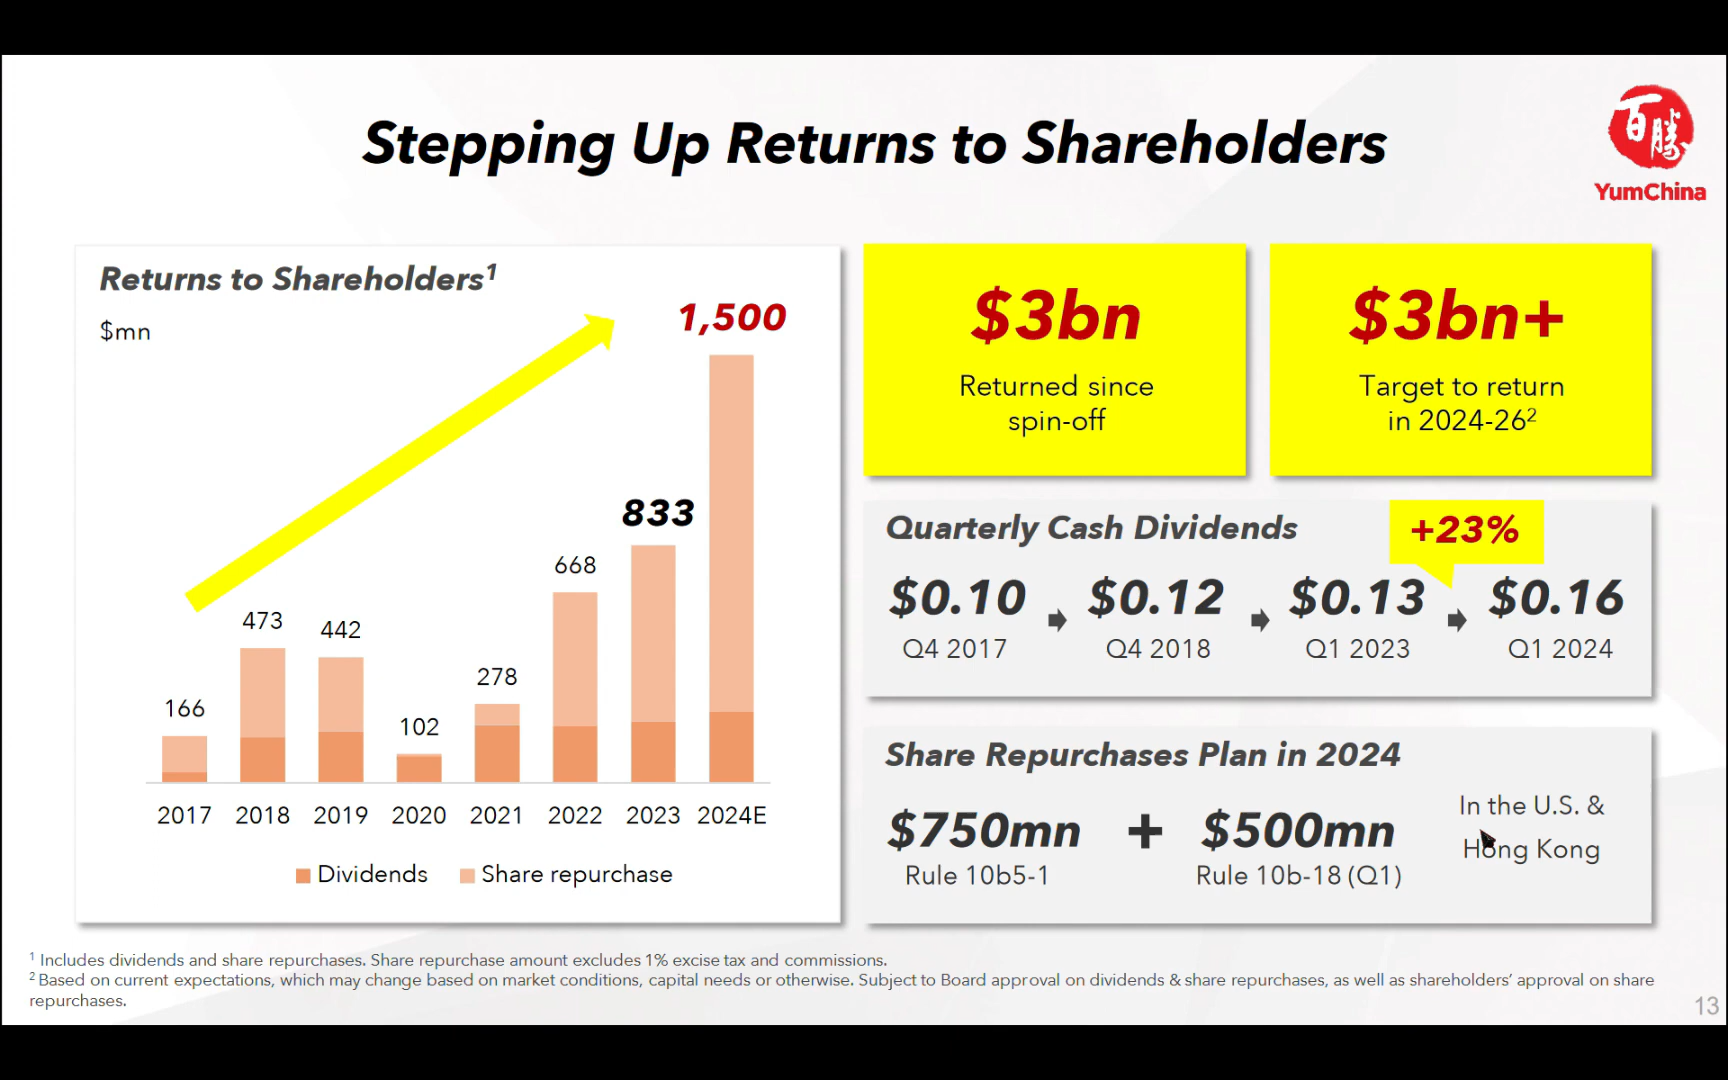 Stepping Up Returns to Shareholders
百勝
YumChina
Returns to Shareholders¹
$mn
1,500
833
668
473
442
278
166
102
2017 2018 2019 2020 2021 2022 2023 2024E
Dividends Share repurchase
$3bn
Returned since
spin-off
$3bn+
Target to return
in 2024-26²
Quarterly Cash Dividends
+23%
$0.10 $0.12 $0.13 $0.16
Q4 2017 Q4 2018 Q1 2023 Q1 2024
Share Repurchases Plan in 2024
$750mn + $500mn
Rule 10b5-1 Rule 10b-18 (Q1)
In the U.S. &
Hong Kong
¹ Includes dividends and share repurchases. Share repurchase amount excludes 1% excise tax and commissions.
² Based on current expectations, which may change based on market conditions, capital needs or otherwise. Subject to Board approval on dividends & share repurchases, as well as shareholders’ approval on share
repurchases.
13